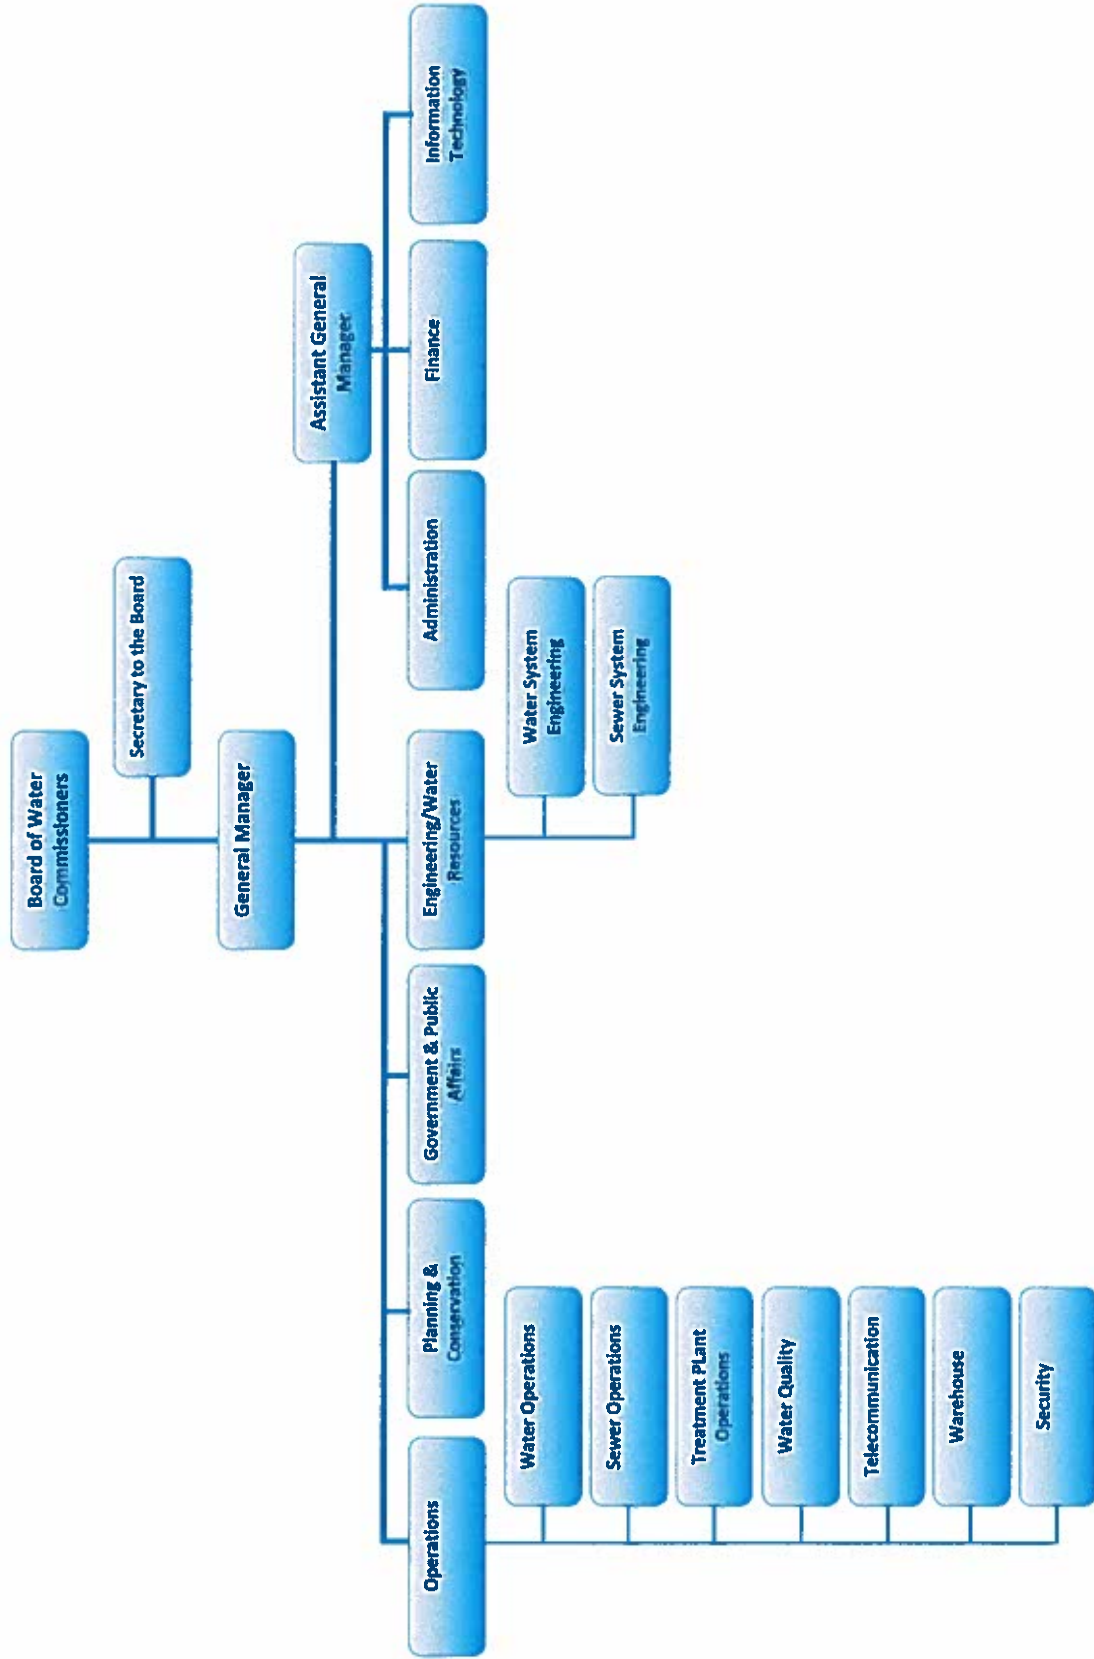 Board of Water
Commissioners
Secretary to the Board
General Manager
Assistant General
Manager
Operations
Planning &
Conservation
Government & Public
Affairs
Engineering/Water
Resources
Administration
Finance
Information
Technology
Water Operations
Sewer Operations
Treatment PLant
Operations
Water Quality
Telecommunication
Warehouse
Security
Water System
Engineering
Sewer System
Engineering